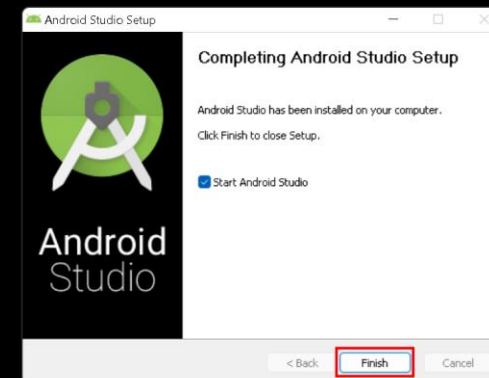 Android Studio Setup
Completing Android Studio Setup
Android Studio has been installed on your computer.
Click Finish to close Setup.
Start Android Studio
Android
Studio
< Back
Finish
Cancel